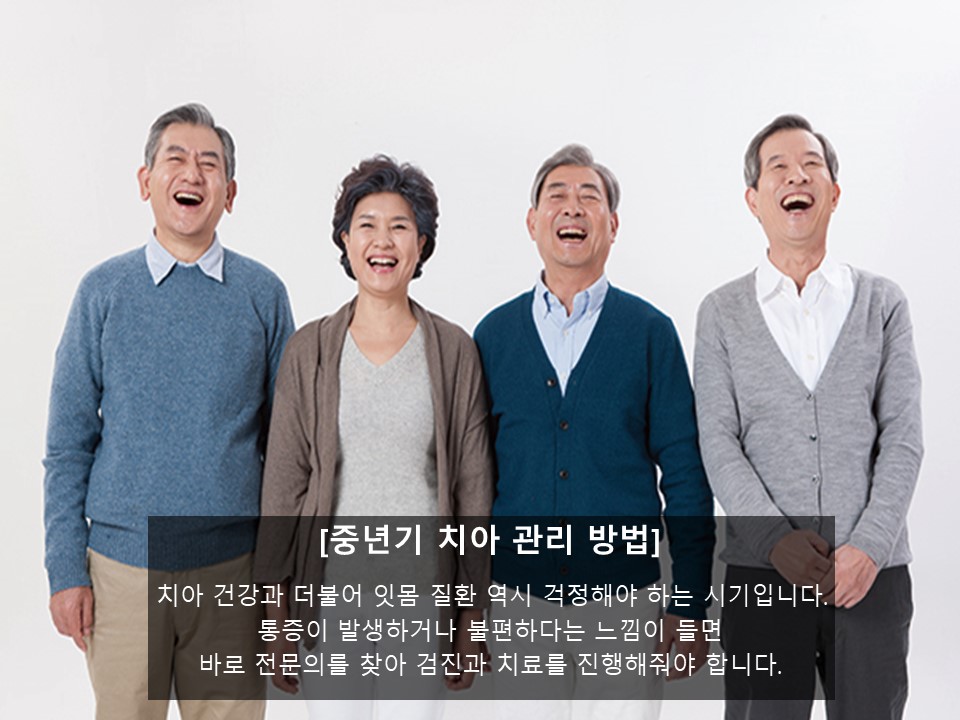 [중년기 치아 관리 방법]
치아 건강과 더불어 잇몸 질환 역시 걱정해야 하는 시기입니다.
통증이 발생하거나 불편하다는 느낌이 들면
바로 전문의를 찾아 검진과 치료를 진행해줘야 합니다.